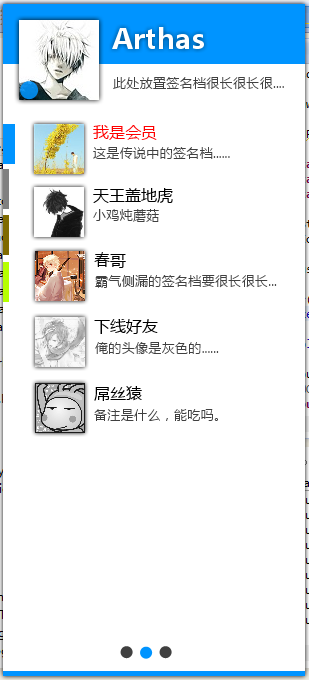 Arthas
此处放置签名档很长很长很....
我是会员
这是传说中的签名档......
天王盖地虎
小鸡炖蘑菇
春哥
霸气侧漏的签名档要很长很长...
下线好友
俺的头像是灰色的......
屌丝猿
备注是什么，能吃吗。